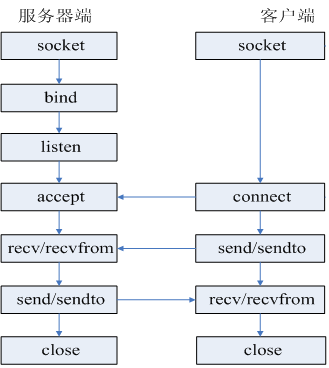 服务器端
客户端
socket
socket
bind
listen
accept
connect
recv/recvfrom
send/sendto
send/sendto
recv/recvfrom
close
close